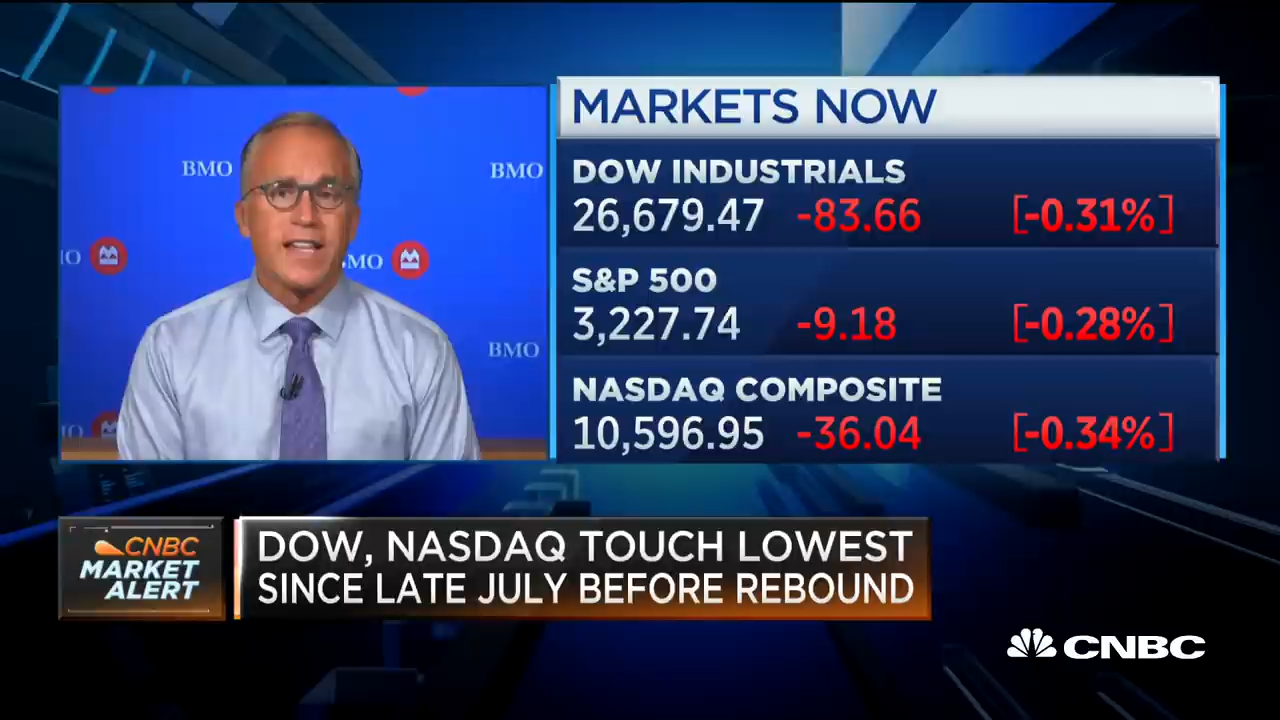 BMO
BMO
IO
BMO
BMO
IO
MARKETS NOW
DOW INDUSTRIALS
26,679.47 -83.66 [-0.31%]
S&P 500
3,227.74 -9.18 [-0.28%]
NASDAQ COMPOSITE
10,596.95 -36.04 [-0.34%]
CNBC
MARKET
ALERT
DOW, NASDAQ TOUCH LOWEST
SINCE LATE JULY BEFORE REBOUND
CNBC